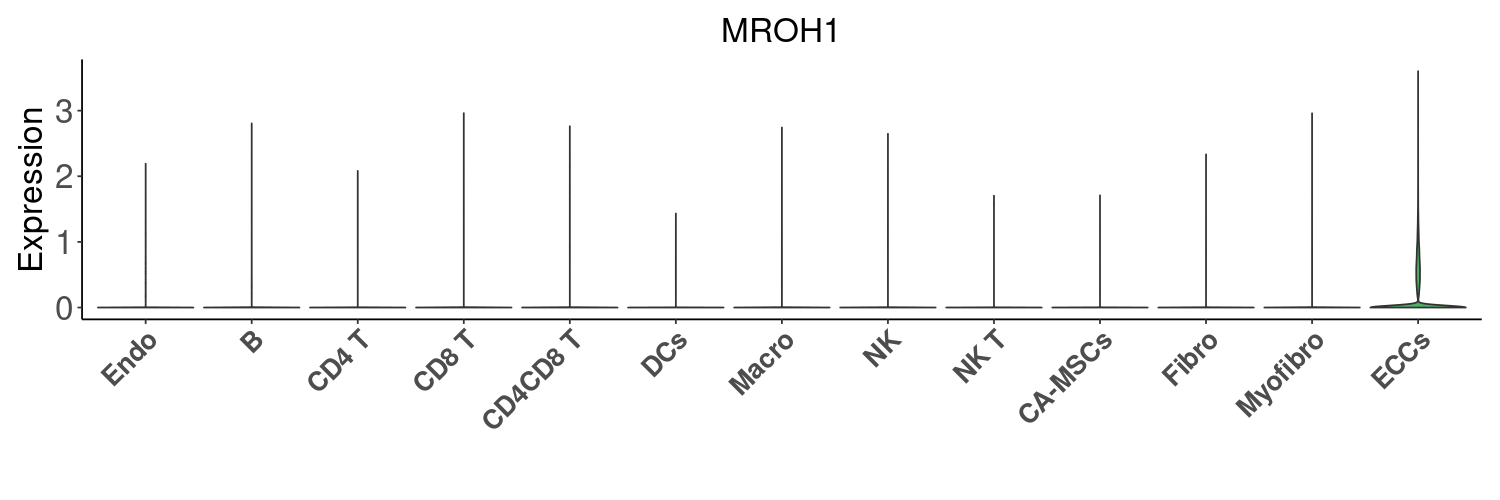 MROH1
Expression
3
2
1
0
Endo
B
CD4 T
CD8 T
CD4CD8 T
DCs
Macro
NK
NK T
CA-MSCs
Fibro
Myofibro
ECCs